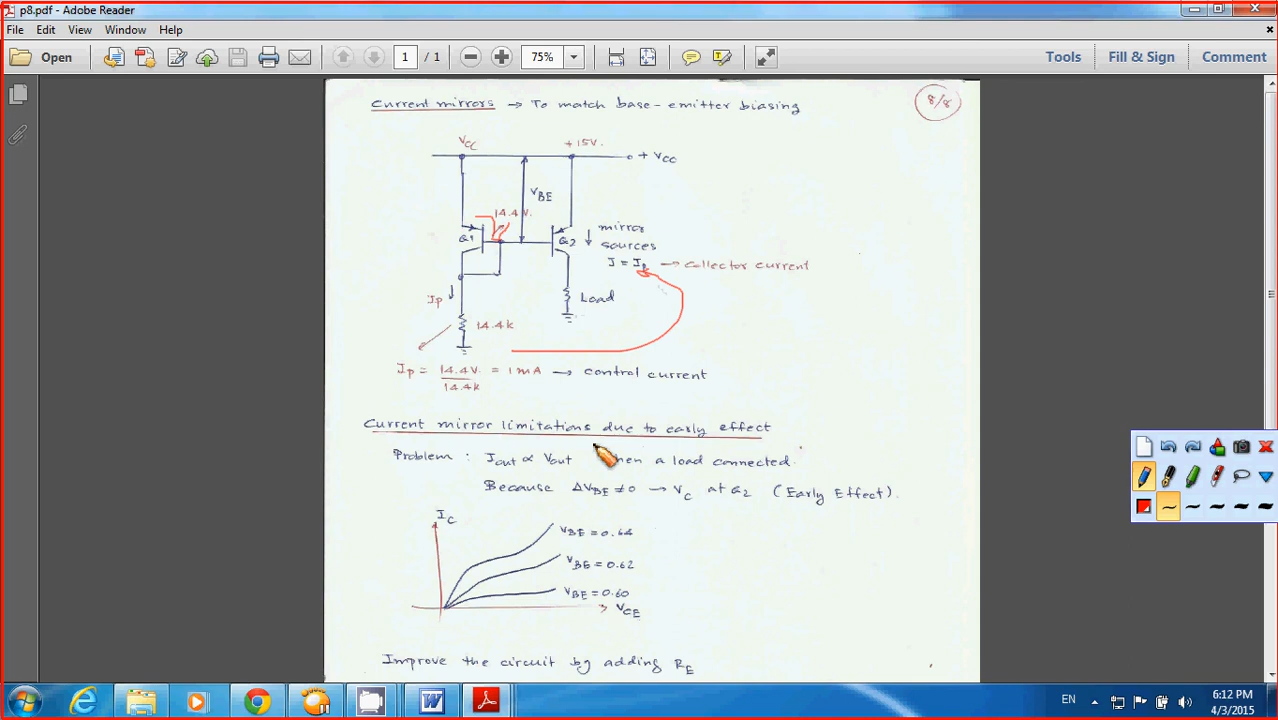 p8.pdf - Adobe Reader
File Edit View Window Help
Open 1 / 1 75% Tools Fill & Sign Comment
Current mirrors → To match base-emitter biasing 8/8
VCC +15V. + VCC
VBE
14.4V.
Q1 Q2 mirror
sources
I = Ip → collector current
Ip Load
14.4k
Ip = 14.4V. / 14.4k = 1mA → control current
Current mirror limitations due to early effect
Problem : Iout ∝ Vout when a load connected.
Because ΔVBE ≠ 0 → VC at Q2 (Early Effect).
IC
VBE = 0.64
VBE = 0.62
VBE = 0.60
VCE
Improve the circuit by adding RE
EN 6:12 PM
4/3/2015